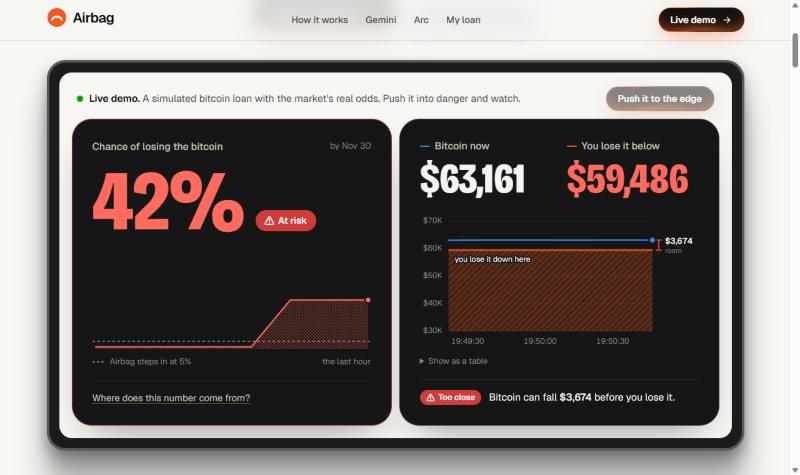 Airbag
How it works Gemini Arc My loan
Live demo →
Live demo. A simulated bitcoin loan with the market's real odds. Push it into danger and watch.
Push it to the edge
Chance of losing the bitcoin
by Nov 30
42%
At risk
Airbag steps in at 5%
the last hour
Where does this number come from?
Bitcoin now
$63,161
You lose it below
$59,486
$70K
$60K
$50K
$40K
$30K
$3,674
room
you lose it down here
19:49:30 19:50:00 19:50:30
Show as a table
Too close
Bitcoin can fall $3,674 before you lose it.